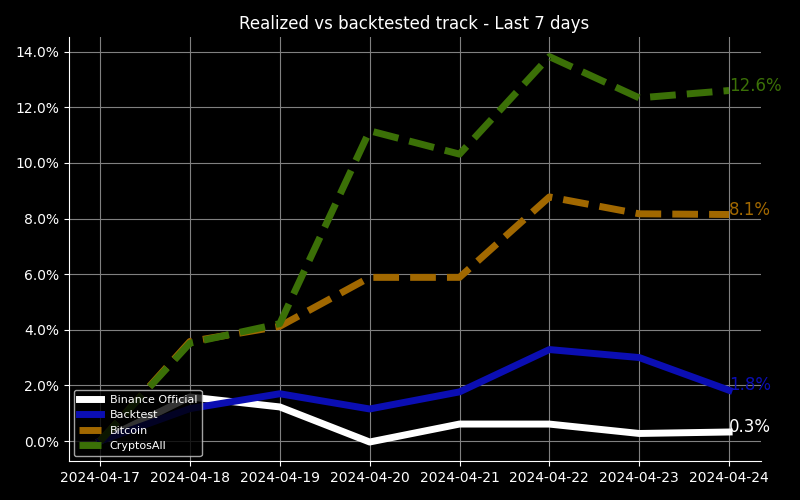 Realized vs backtested track - Last 7 days
14.0%
12.0%
10.0%
8.0%
6.0%
4.0%
2.0%
0.0%
12.6%
8.1%
1.8%
0.3%
Binance Official
Backtest
Bitcoin
CryptosAll
2024-04-17 2024-04-18 2024-04-19 2024-04-20 2024-04-21 2024-04-22 2024-04-23 2024-04-24